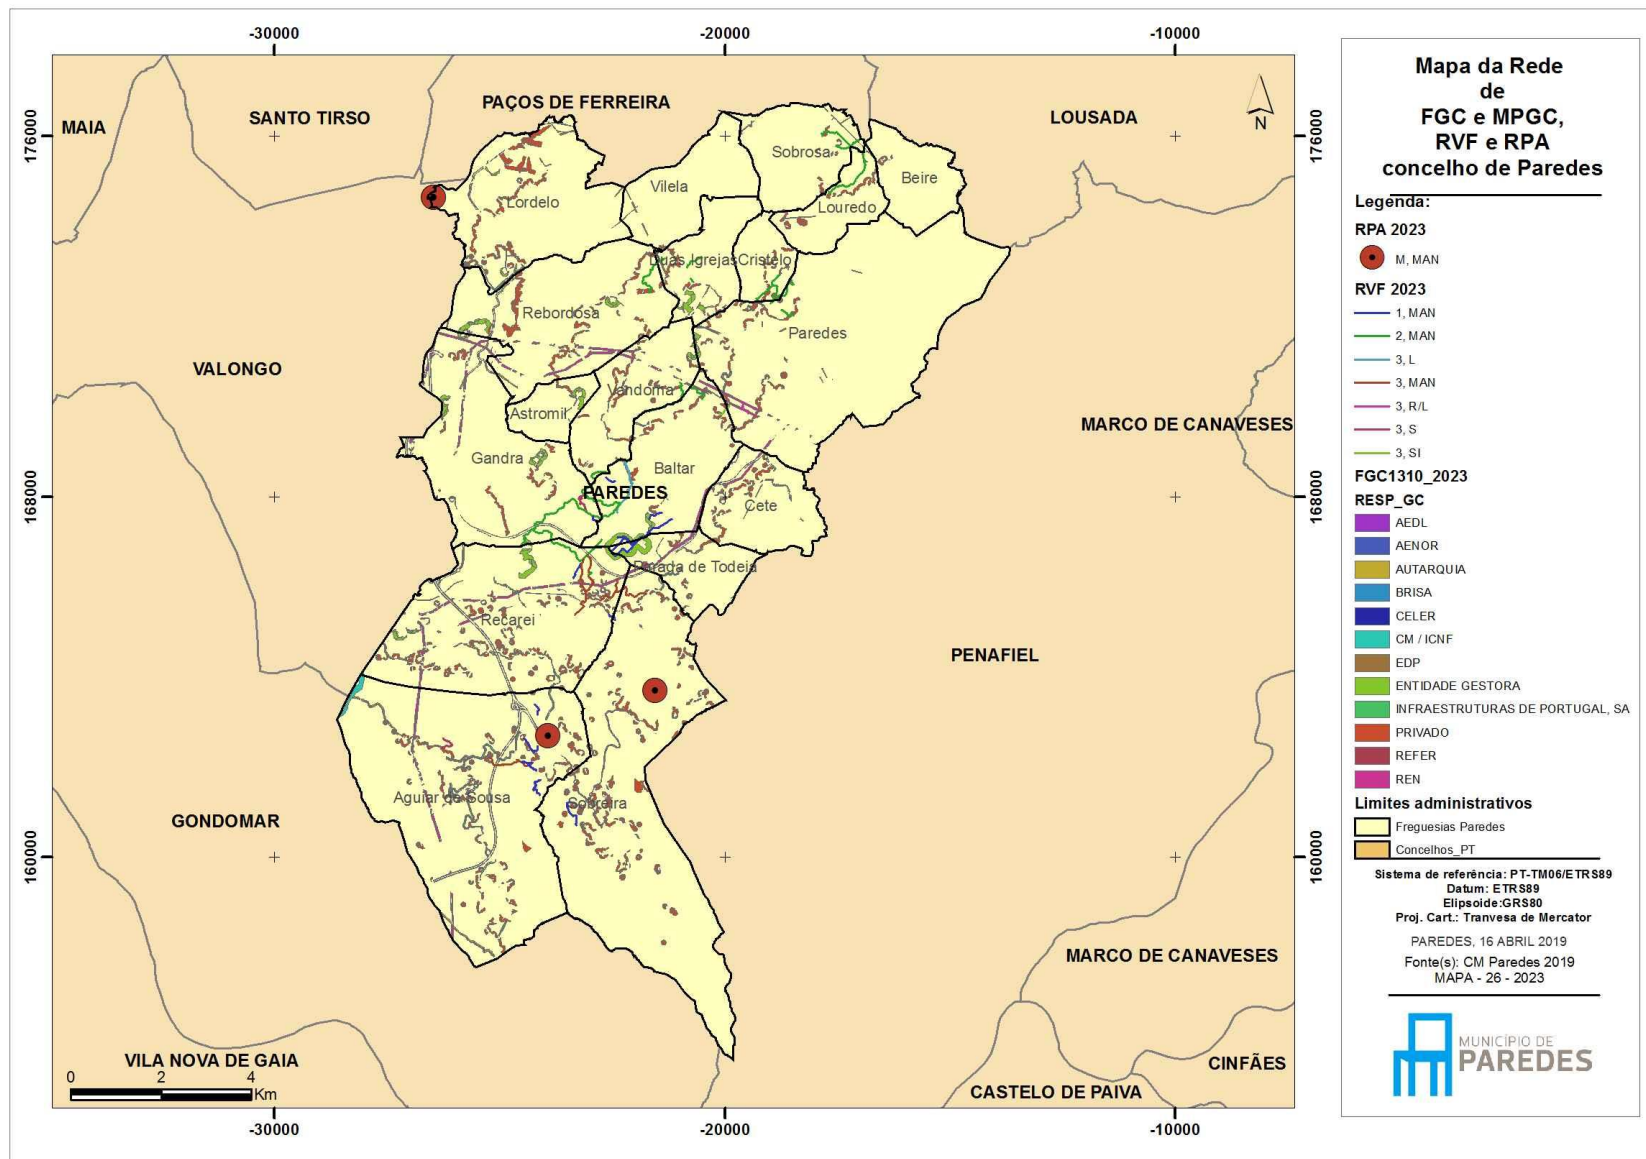 -30000
-20000
-10000
176000
168000
160000
176000
168000
160000
-30000
-20000
-10000
MAIA
SANTO TIRSO
PAÇOS DE FERREIRA
LOUSADA
VALONGO
MARCO DE CANAVESES
PAREDES
PENAFIEL
GONDOMAR
MARCO DE CANAVESES
VILA NOVA DE GAIA
CINFÃES
CASTELO DE PAIVA
Sobrosa
Beire
Vilela
Lordelo
Louredo
Duas Igrejas
Cristelo
Rebordosa
Paredes
Vandoma
Astromil
Gandra
Baltar
Cete
Parada de Todeia
Recarei
Aguiar de Sousa
Sobreira
0 2 4
Km
N
Mapa da Rede
de
FGC e MPGC,
RVF e RPA
concelho de Paredes
Legenda:
RPA 2023
M, MAN
RVF 2023
1, MAN
2, MAN
3, L
3, MAN
3, R/L
3, S
3, SI
FGC1310_2023
RESP_GC
AEDL
AENOR
AUTARQUIA
BRISA
CELER
CM / ICNF
EDP
ENTIDADE GESTORA
INFRAESTRUTURAS DE PORTUGAL, SA
PRIVADO
REFER
REN
Limites administrativos
Freguesias Paredes
Concelhos_PT
Sistema de referência: PT-TM06/ETRS89
Datum: ETRS89
Elipsoide:GRS80
Proj. Cart.: Tranvesa de Mercator
PAREDES, 16 ABRIL 2019
Fonte(s): CM Paredes 2019
MAPA - 26 - 2023
MUNICÍPIO DE
PAREDES